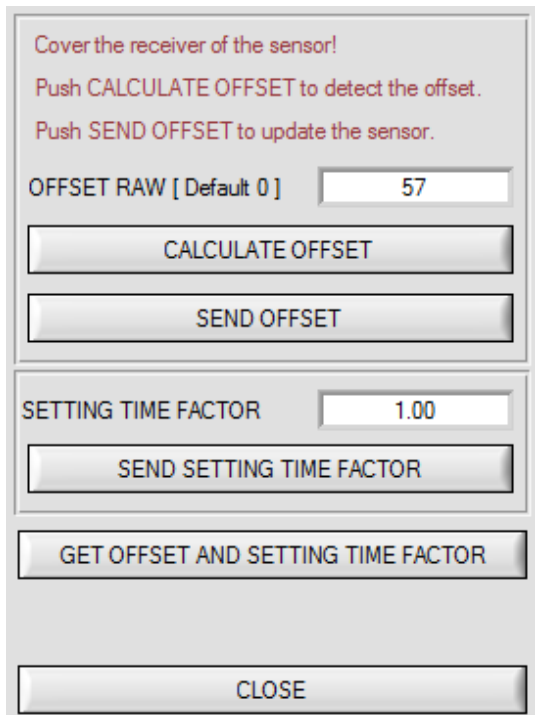 Cover the receiver of the sensor!
Push CALCULATE OFFSET to detect the offset.
Push SEND OFFSET to update the sensor.
OFFSET RAW [ Default 0 ] 57
CALCULATE OFFSET
SEND OFFSET
SETTING TIME FACTOR 1.00
SEND SETTING TIME FACTOR
GET OFFSET AND SETTING TIME FACTOR
CLOSE